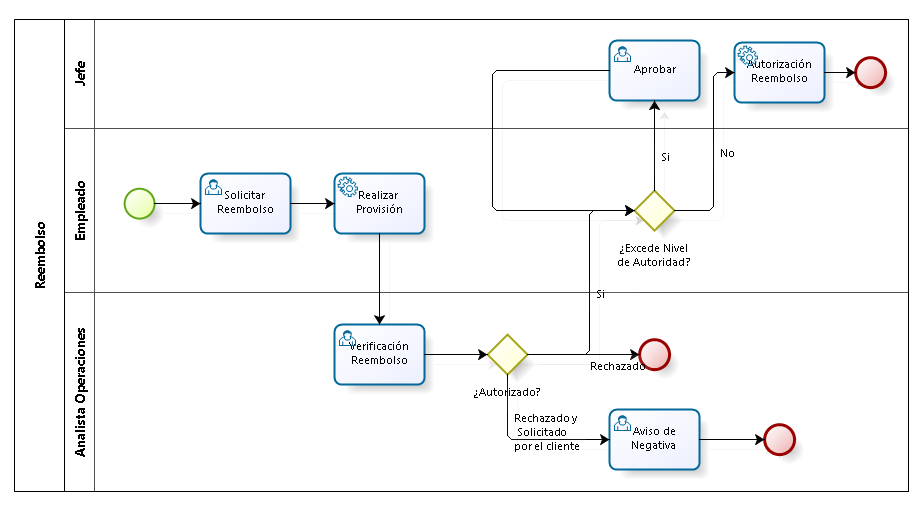 Reembolso
Jefe
Aprobar
Autorización
Reembolso
Si
No
Empleado
Solicitar
Reembolso
Realizar
Provisión
¿Excede Nivel
de Autoridad?
Si
Analista Operaciones
Verificación
Reembolso
¿Autorizado?
Rechazado
Rechazado y
Solicitado
por el cliente
Aviso de
Negativa